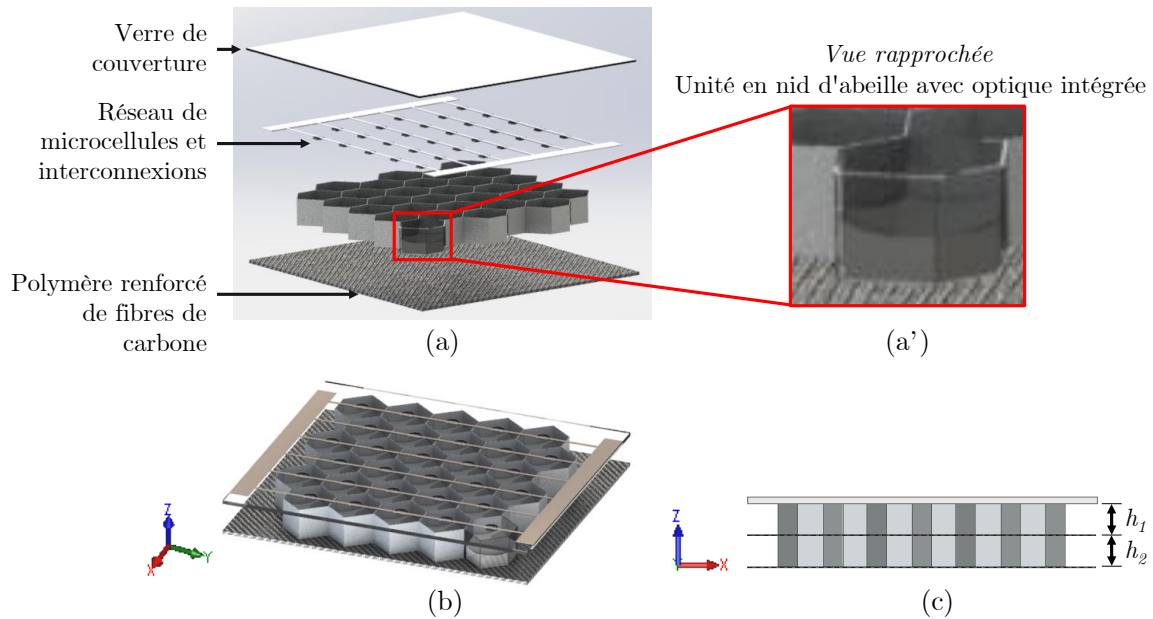 Verre de
couverture
Réseau de
microcellules et
interconnexions
Polymère renforcé
de fibres de
carbone
(a)
Vue rapprochée
Unité en nid d'abeille avec optique intégrée
(a')
Z
Y
X
(b)
Z
Y
X
h1
h2
(c)